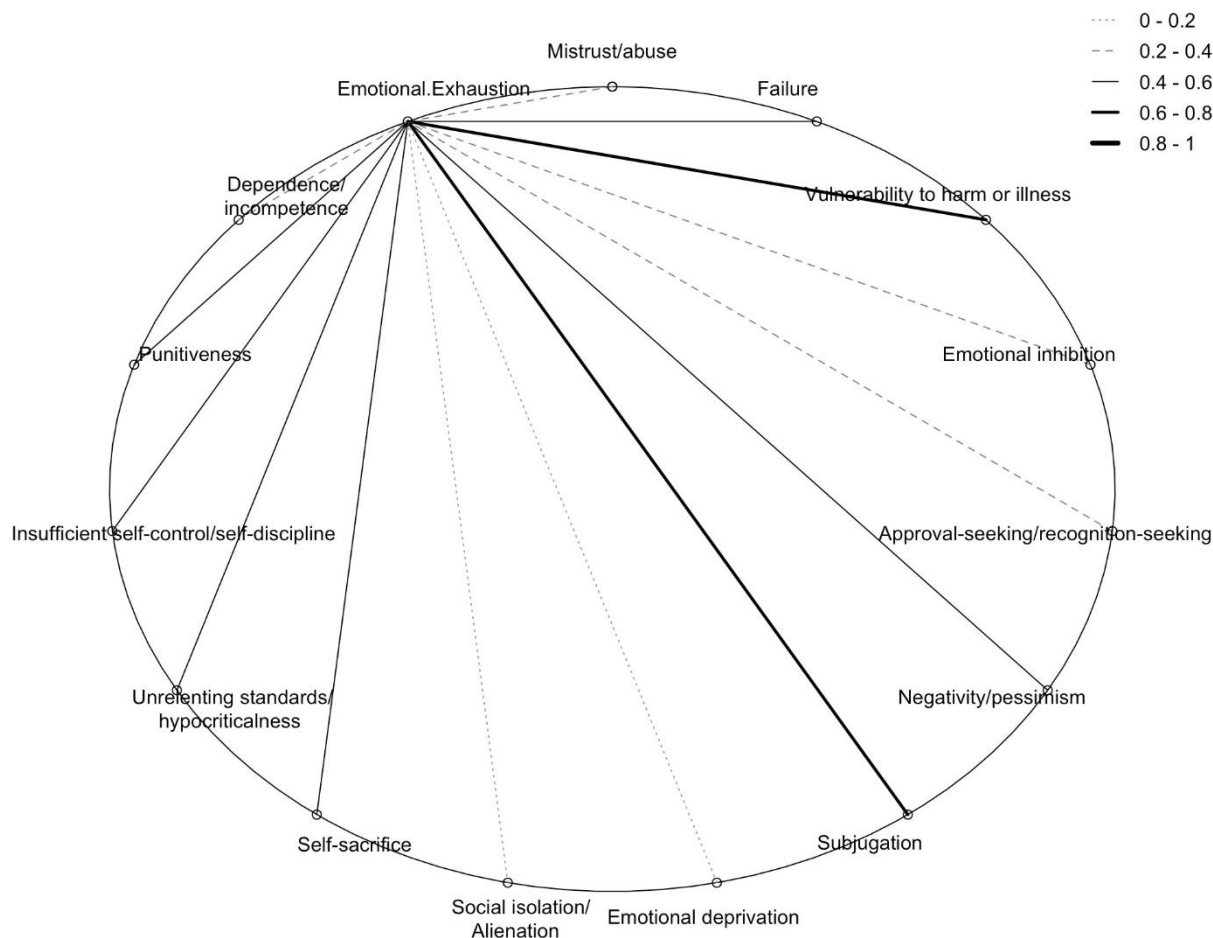 0 - 0.2
0.2 - 0.4
0.4 - 0.6
0.6 - 0.8
0.8 - 1
Mistrust/abuse
Emotional.Exhaustion
Failure
Dependence/
incompetence
Vulnerability to harm or illness
Punitiveness
Emotional inhibition
Insufficient self-control/self-discipline
Approval-seeking/recognition-seeking
Unrelenting standards/
hypocriticalness
Negativity/pessimism
Self-sacrifice
Subjugation
Social isolation/
Alienation
Emotional deprivation